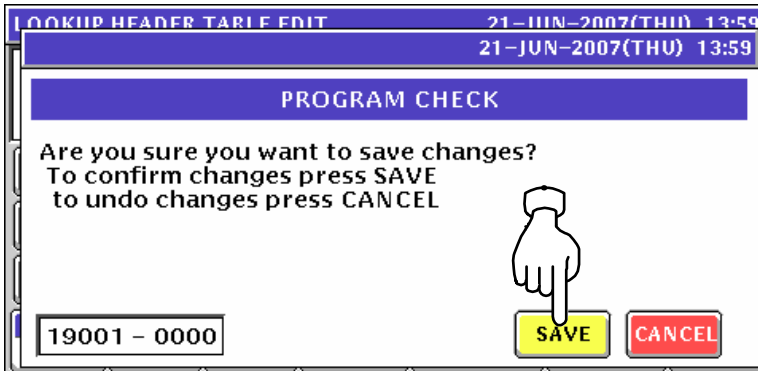 LOOKUP HEADER TABLE EDIT 21-JUN-2007(THU) 13:59
21-JUN-2007(THU) 13:59
PROGRAM CHECK
Are you sure you want to save changes?
To confirm changes press SAVE
to undo changes press CANCEL
19001 - 0000 SAVE CANCEL